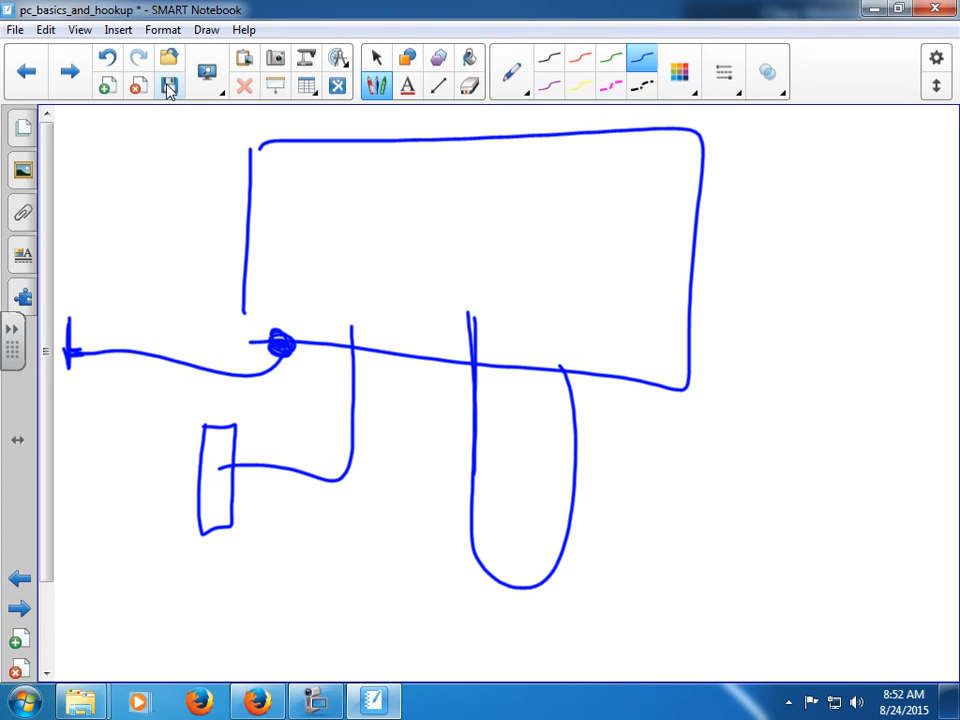 pc_basics_and_hookup * - SMART Notebook
File Edit View Insert Format Draw Help
A
A
8:52 AM
8/24/2015